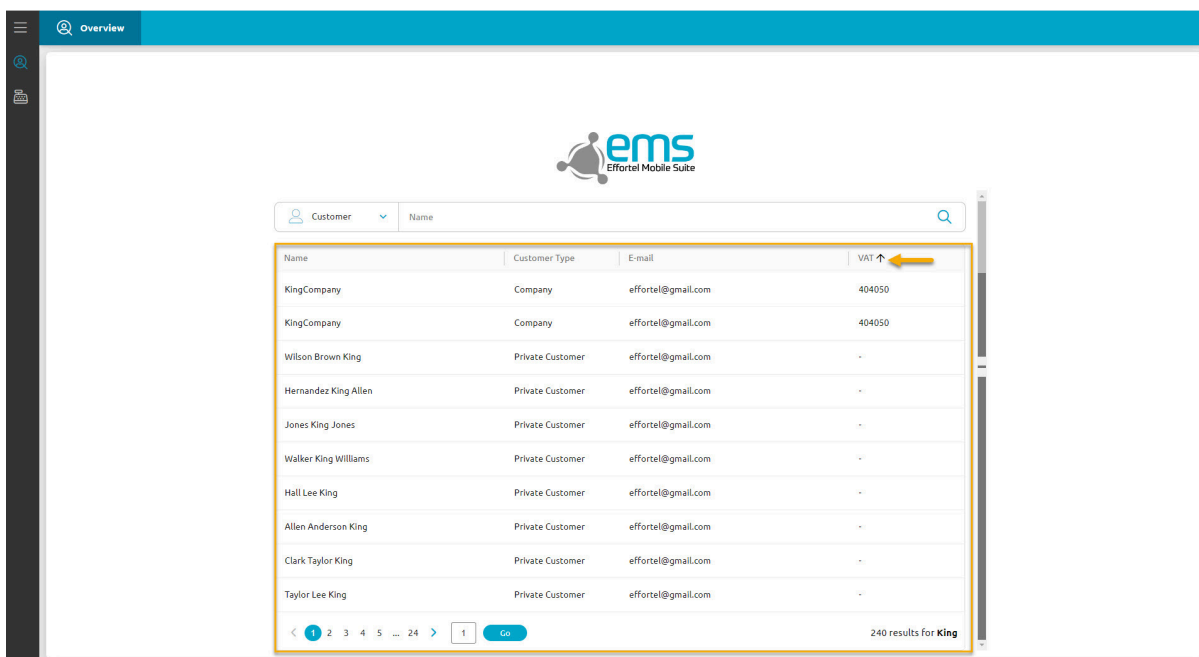 Overview
ems
Effortel Mobile Suite
Customer Name
Name Customer Type E-mail VAT
KingCompany Company effortel@gmail.com 404050
KingCompany Company effortel@gmail.com 404050
Wilson Brown King Private Customer effortel@gmail.com -
Hernandez King Allen Private Customer effortel@gmail.com -
Jones King Jones Private Customer effortel@gmail.com -
Walker King Williams Private Customer effortel@gmail.com -
Hall Lee King Private Customer effortel@gmail.com -
Allen Anderson King Private Customer effortel@gmail.com -
Clark Taylor King Private Customer effortel@gmail.com -
Taylor Lee King Private Customer effortel@gmail.com -
1 2 3 4 5 ... 24 1 Go 240 results for King